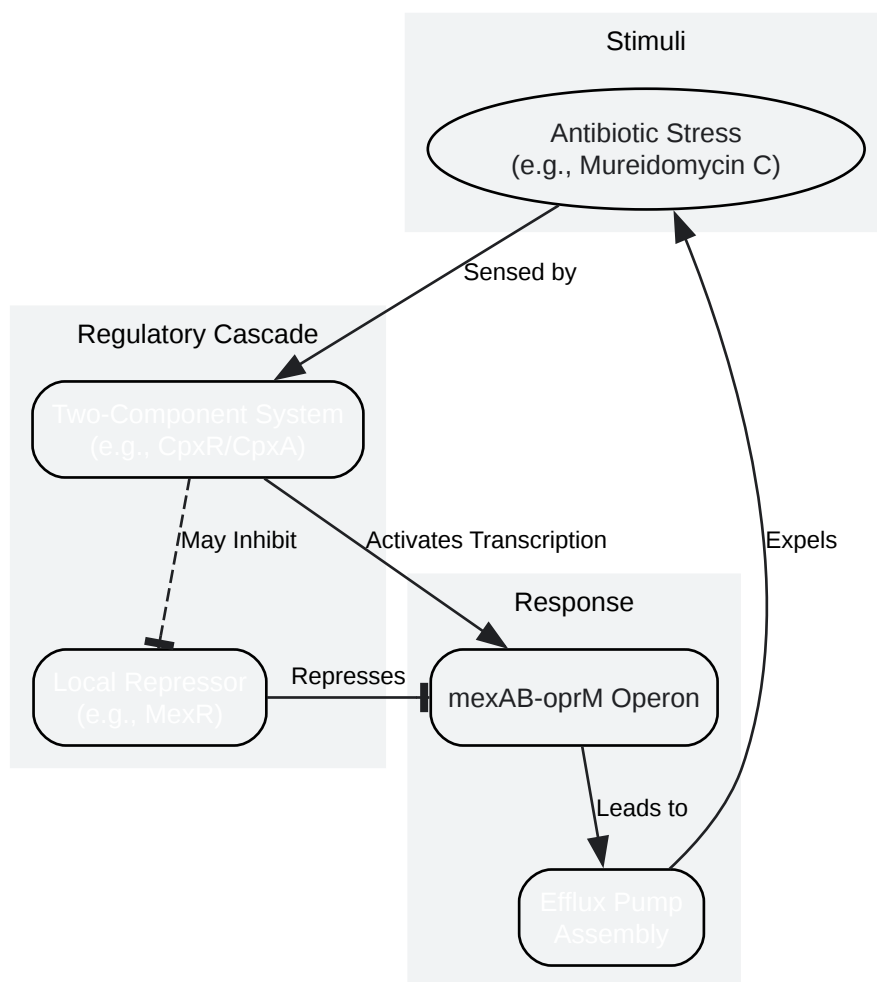 Stimuli
Antibiotic Stress
(e.g., Mureidomycin C)
Sensed by
Regulatory Cascade
Two-Component System
(e.g., CpxR/CpxA)
May Inhibit
Activates Transcription
Response
Local Repressor
(e.g., MexR)
Represses
mexAB-oprM Operon
Expels
Leads to
Efflux Pump
Assembly